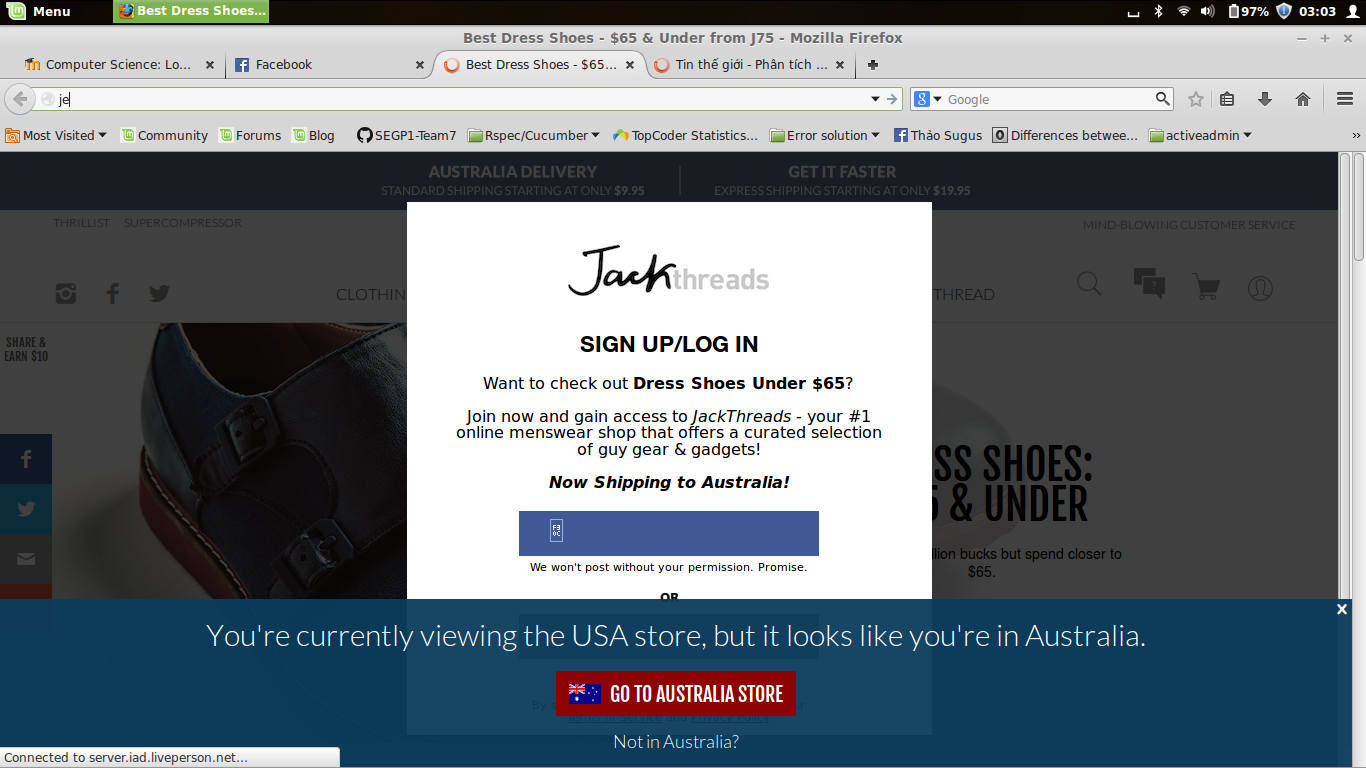 Menu
Best Dress Shoes...
97%
03:03
Best Dress Shoes - $65 & Under from J75 - Mozilla Firefox
Computer Science: Lo...
Facebook
Best Dress Shoes - $65...
Tin thế giới - Phân tích ...
je
Google
Most Visited
Community
Forums
Blog
SEGP1-Team7
Rspec/Cucumber
TopCoder Statistics...
Error solution
Thảo Sugus
Differences betwee...
activeadmin
AUSTRALIA DELIVERY
STANDARD SHIPPING STARTING AT ONLY $9.95
GET IT FASTER
EXPRESS SHIPPING STARTING AT ONLY $19.95
THRILLIST
SUPERCOMPRESSOR
MIND-BLOWING CUSTOMER SERVICE
CLOTHIN
THREAD
SHARE &
EARN $10
Jackthreads
SIGN UP/LOG IN
Want to check out Dress Shoes Under $65?
Join now and gain access to JackThreads - your #1
online menswear shop that offers a curated selection
of guy gear & gadgets!
Now Shipping to Australia!
We won't post without your permission. Promise.
OR
SS SHOES:
& UNDER
llion bucks but spend closer to
$65.
You're currently viewing the USA store, but it looks like you're in Australia.
GO TO AUSTRALIA STORE
Terms of Service and Privacy Policy
Not in Australia?
Connected to server.iad.liveperson.net...